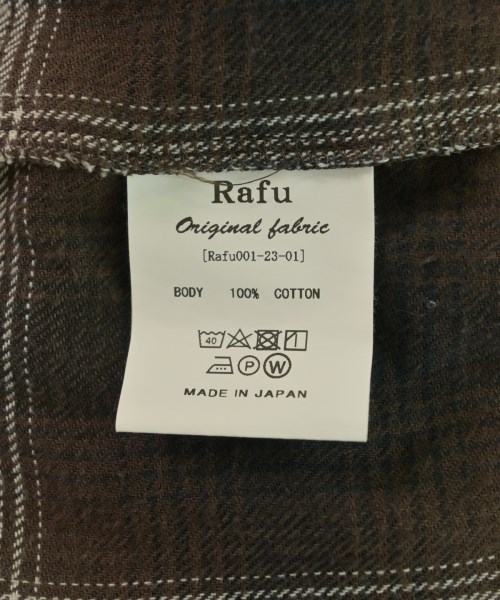 Rafu
Original fabric
[Rafu001-23-01]
BODY 100% COTTON
40
P W
MADE IN JAPAN